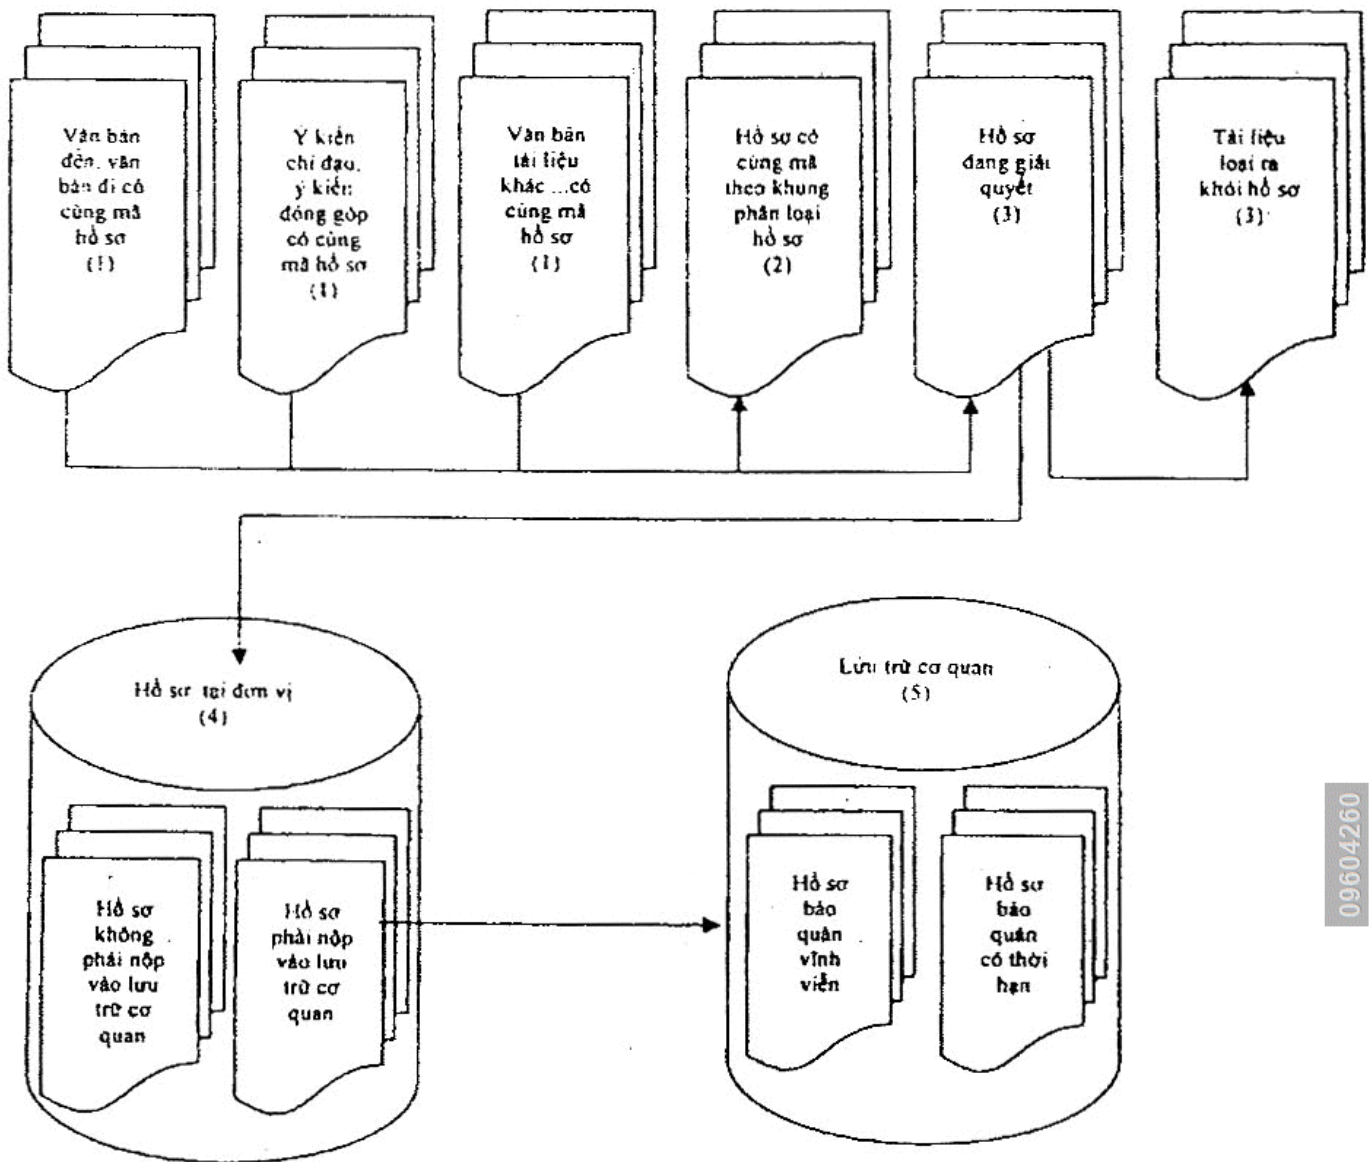 Văn bản
đến, văn
bản đi có
cùng mã
hồ sơ
(1)
Ý kiến
chỉ đạo,
ý kiến
đóng góp
có cùng
mã hồ sơ
(1)
Văn bản
tài liệu
khác ...có
cùng mã
hồ sơ
(1)
Hồ sơ có
cùng mã
theo khung
phân loại
hồ sơ
(2)
Hồ sơ
đang giải
quyết
(3)
Tài liệu
loại ra
khỏi hồ sơ
(3)
Hồ sơ tại đơn vị
(4)
Hồ sơ
không
phải nộp
vào lưu
trữ cơ
quan
Hồ sơ
phải nộp
vào lưu
trữ cơ
quan
Lưu trữ cơ quan
(5)
Hồ sơ
bảo
quản
vĩnh
viễn
Hồ sơ
bảo
quản
có thời
hạn
09604260